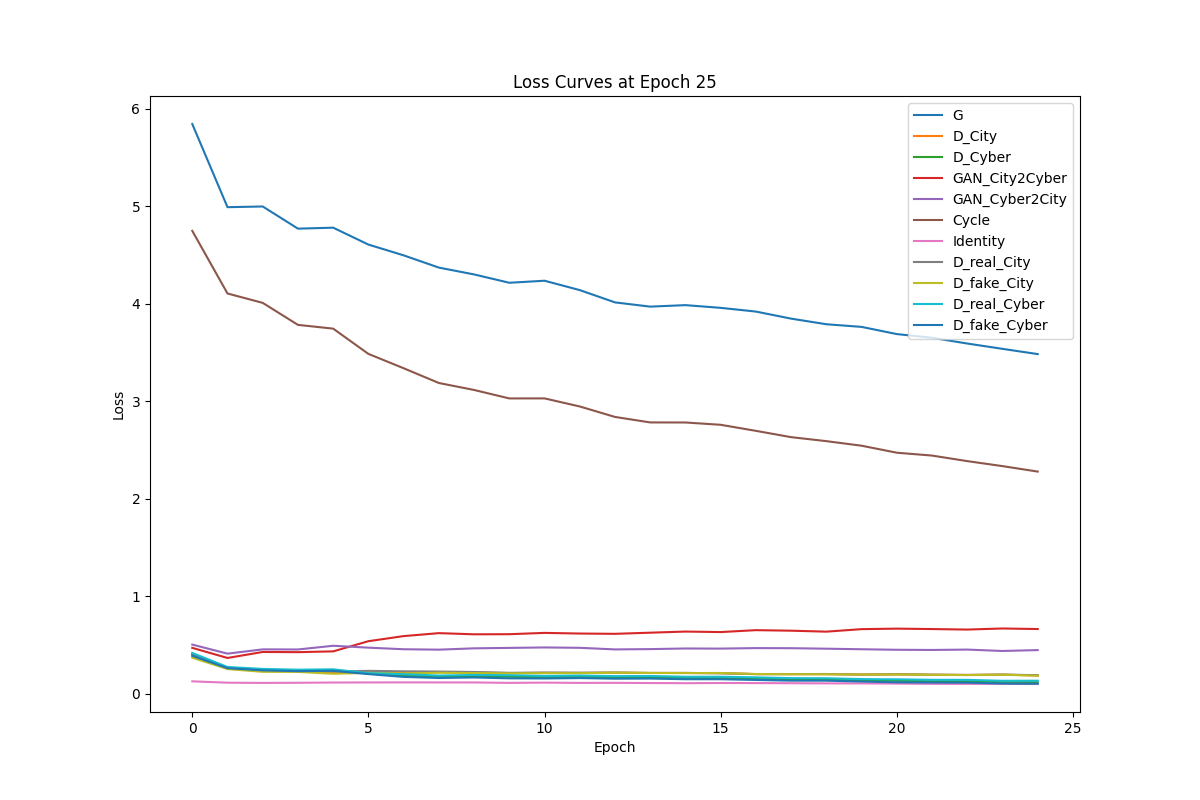 Loss Curves at Epoch 25
6
5
4
3
2
1
0
Loss
G
D_City
D_Cyber
GAN_City2Cyber
GAN_Cyber2City
Cycle
Identity
D_real_City
D_fake_City
D_real_Cyber
D_fake_Cyber
0 5 10 15 20 25
Epoch